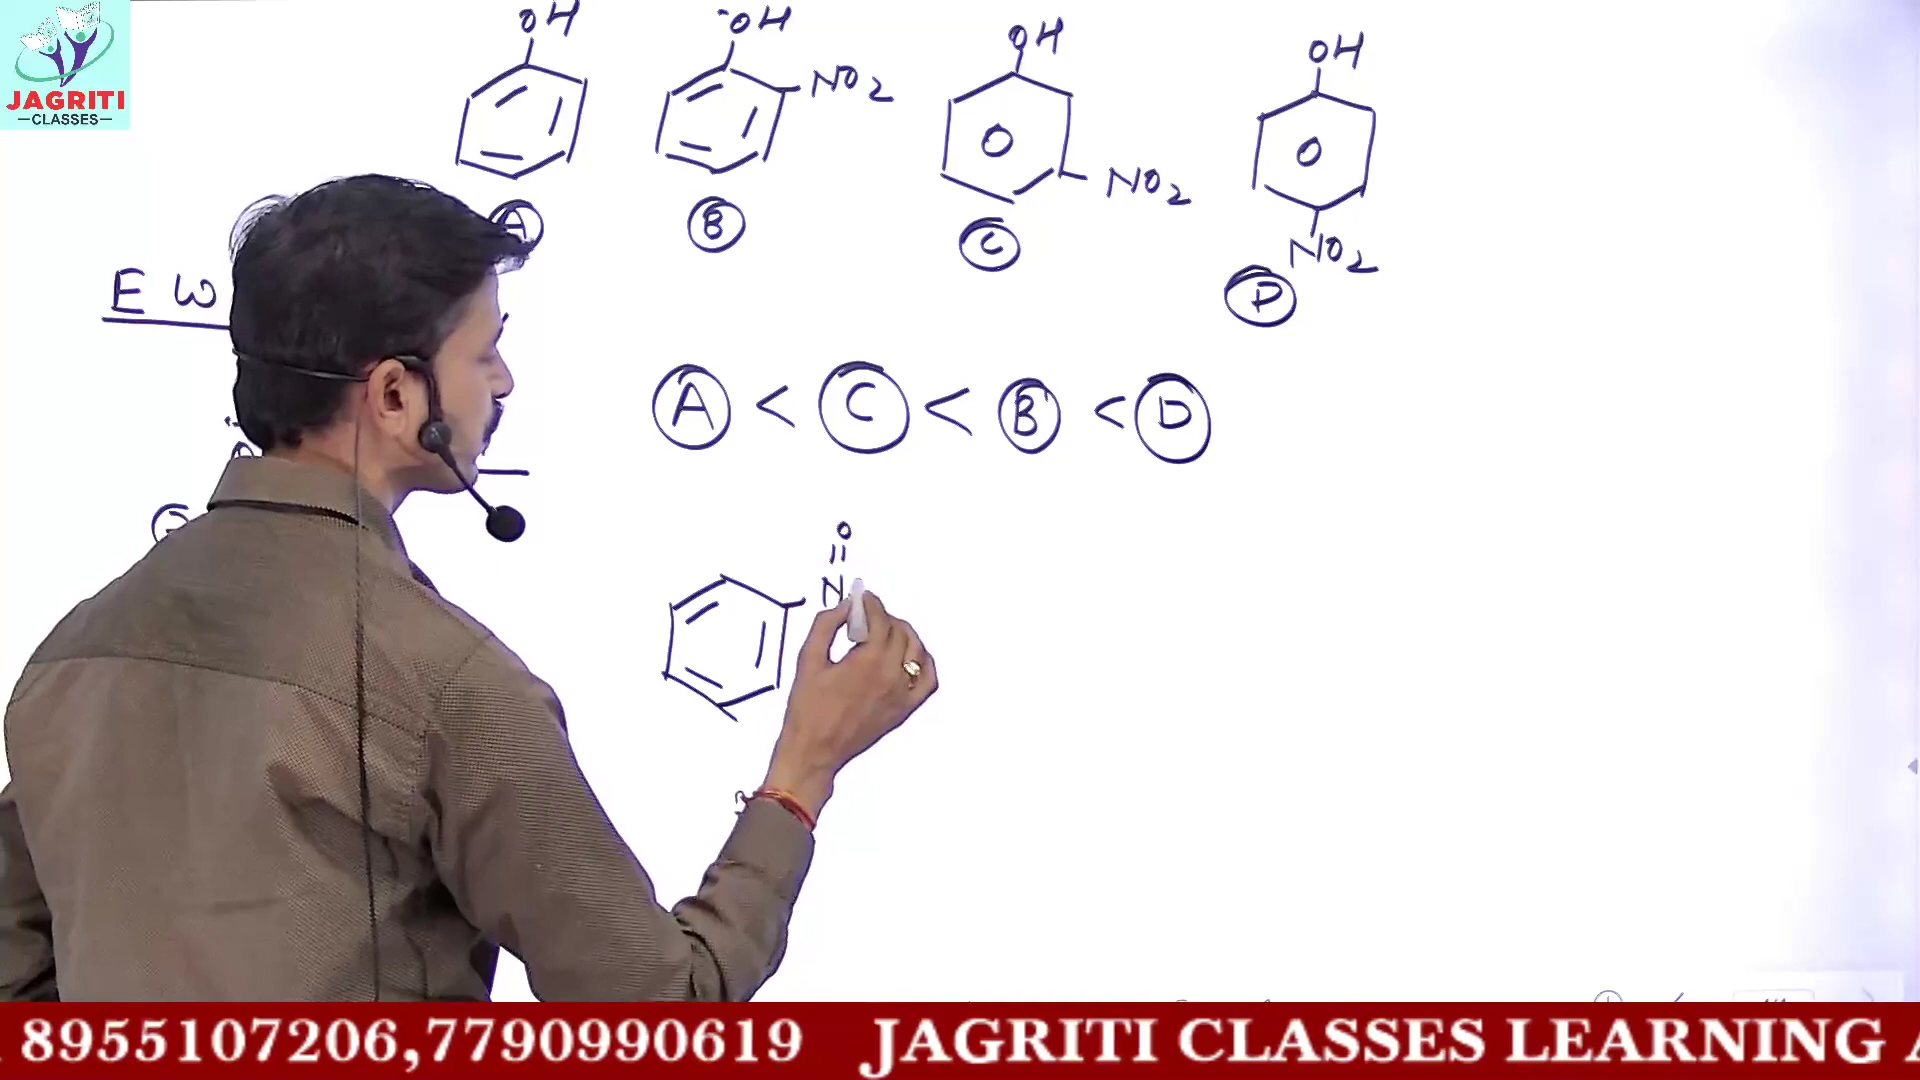 JAGRITI
—CLASSES—
OH OH OH OH
NO2
NO2
NO2
A B C D
E W
A < C < B < D
O
N
8955107206,7790990619 JAGRITI CLASSES LEARNING